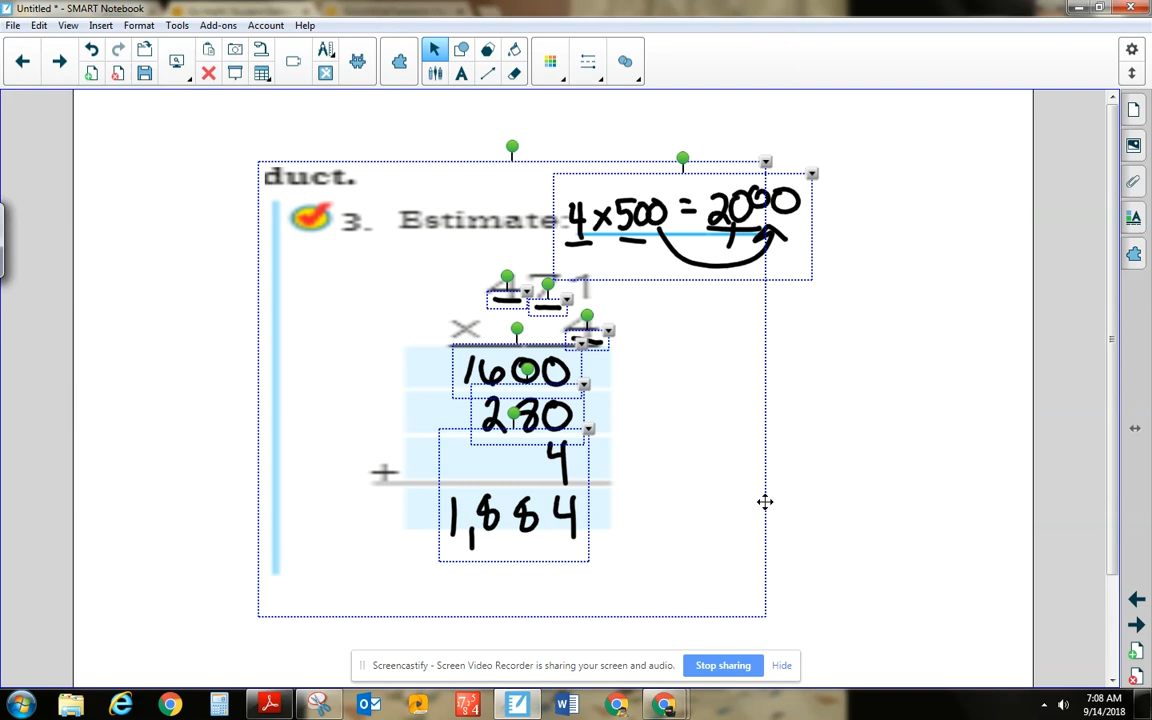 Untitled * - SMART Notebook
File Edit View Insert Format Tools Add-ons Account Help
duct.
3. Estimate: 4 x 500 = 2000
471
× 4
1600
280
+ 4
1,884
Screencastify - Screen Video Recorder is sharing your screen and audio. Stop sharing Hide
7:08 AM
9/14/2018